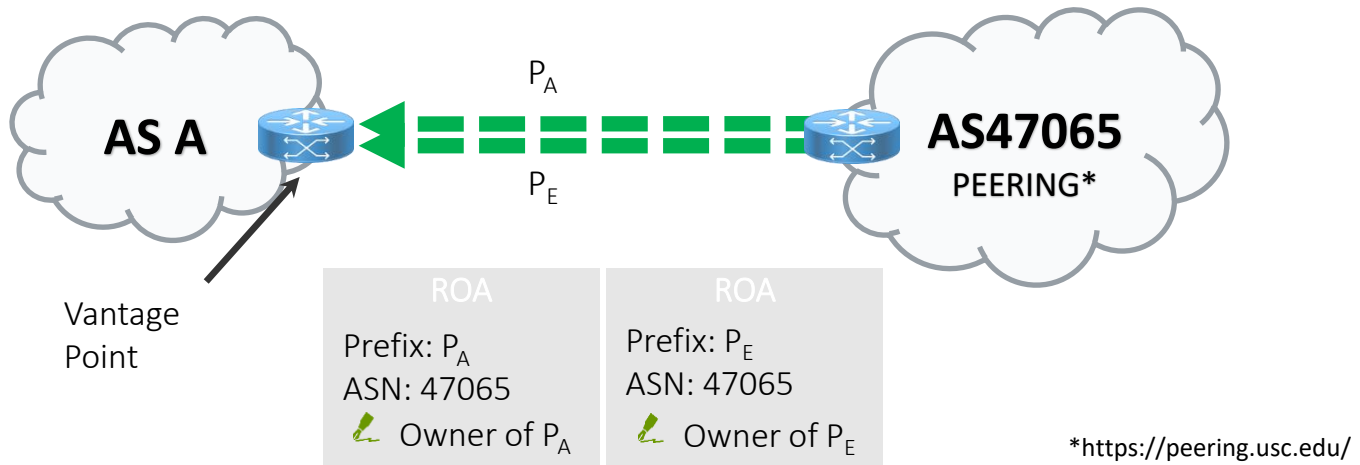 P_A
AS A
AS47065
PEERING*
P_E
Vantage
Point
ROA
Prefix: P_A
ASN: 47065
Owner of P_A
ROA
Prefix: P_E
ASN: 47065
Owner of P_E
*https://peering.usc.edu/